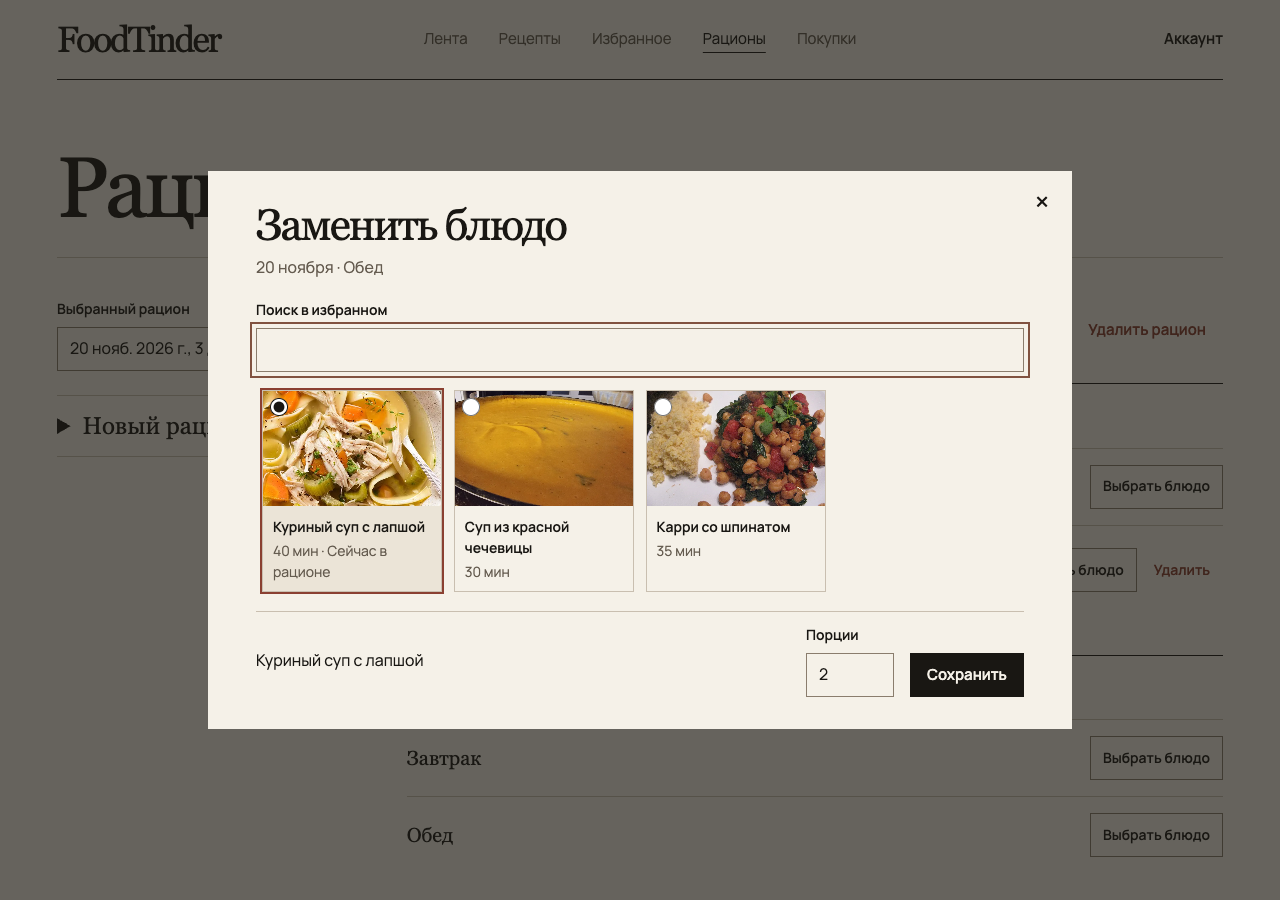 FoodTinder
Лента
Рецепты
Избранное
Рационы
Покупки
Аккаунт
Заменить блюдо
×
20 ноября · Обед
Выбранный рацион
Поиск в избранном
20 нояб. 2026 г., 3
Удалить рацион
Новый
Куриный суп с лапшой
40 мин · Сейчас в
рационе
Суп из красной
чечевицы
30 мин
Карри со шпинатом
35 мин
Выбрать блюдо
блюдо
Удалить
Куриный суп с лапшой
Порции
2
Сохранить
Завтрак
Выбрать блюдо
Обед
Выбрать блюдо